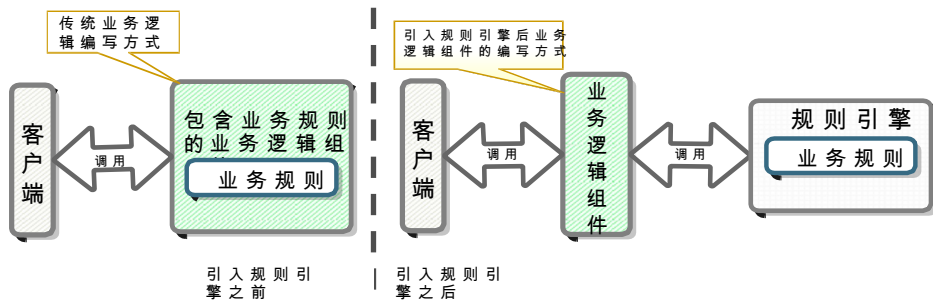 传统业务逻
辑编写方式
客户端
调用
包含业务规则
的业务逻辑组
业务规则
引入规则引
擎之前
引入规则引擎后业务
逻辑组件的编写方式
客户端
调用
业务逻辑组件
调用
规则引擎
业务规则
引入规则引
擎之后